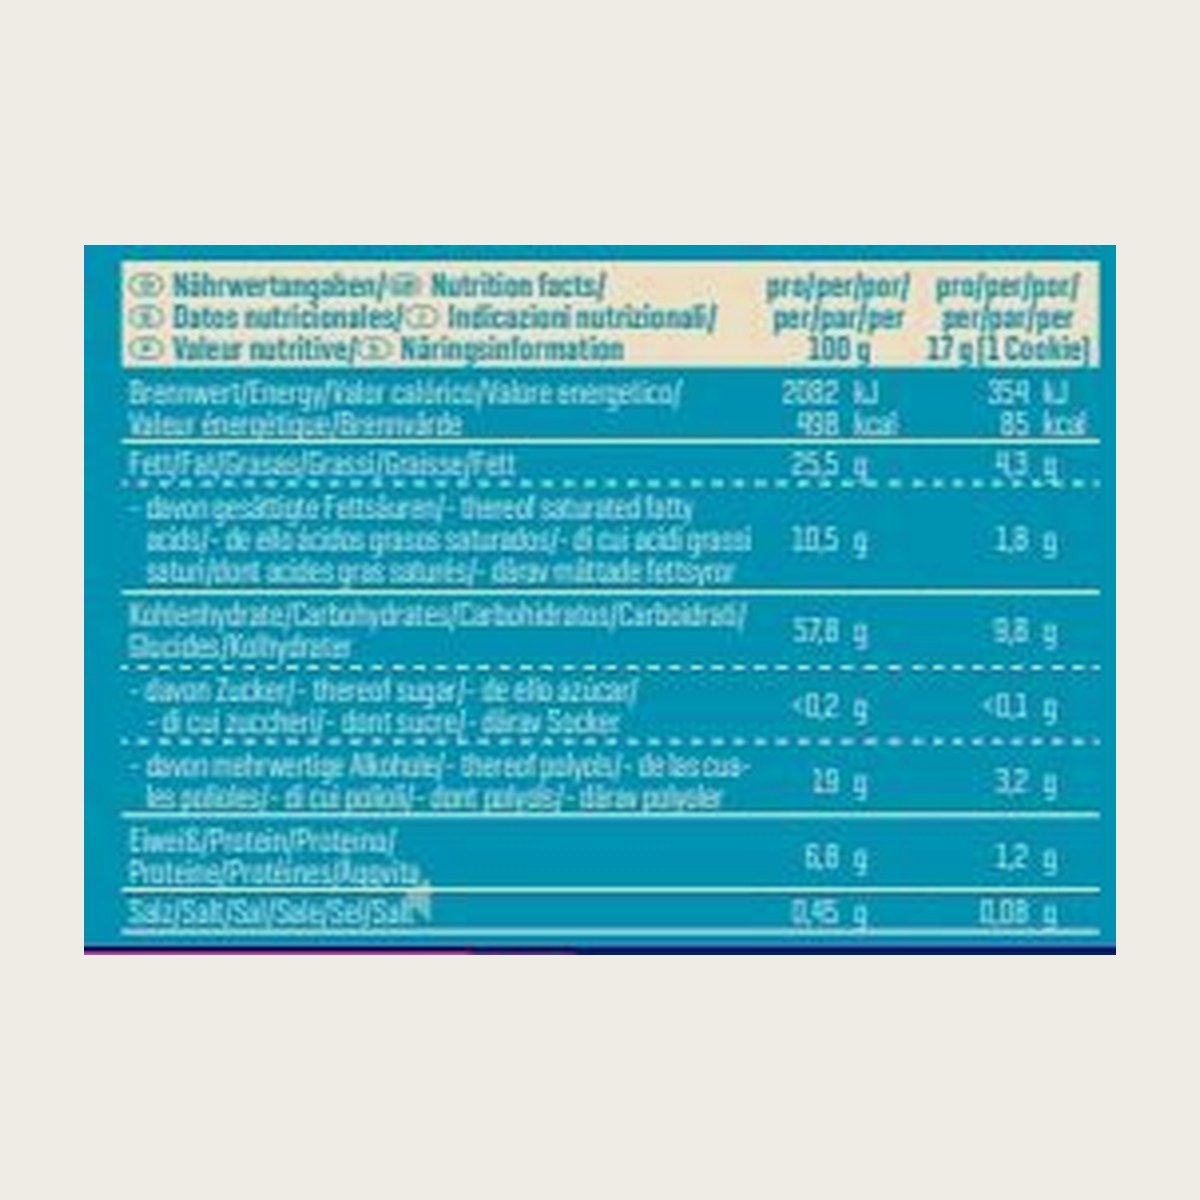 Nährwertangaben/ Nutrition facts/ pro/per/por/ pro/per/por/
Datos nutricionales/ Indicazioni nutrizionali/ per/par/per per/par/per
Valeur nutritive/ Näringsinformation 100 g 17 g (1 Cookie)
Brennwert/Energy/Valor calórico/Valore energetico/ 2082 kJ 354 kJ
Valeur énergétique/Brennvärde 498 kcal 85 kcal
Fett/Fat/Grasas/Grassi/Graisse/Fett 25,5 g 4,3 g
- davon gesättigte Fettsäuren/- thereof saturated fatty
acids/- de ello ácidos grasos saturados/- di cui acidi grassi 10,5 g 1,8 g
saturi/dont acides gras saturés/- därav mättade fettsyror
Kohlenhydrate/Carbohydrates/Carbohidratos/Carboidrati/
Glucides/Kolhydrater 57,8 g 9,8 g
- davon Zucker/- thereof sugar/- de ello azúcar/
- di cui zuccheri/- dont sucre/- därav Socker <0,2 g <0,1 g
- davon mehrwertige Alkohole/- thereof polyols/- de las cua-
les polioles/- di cui polioli/- dont polyols/- därav polyoler 19 g 3,2 g
Eiweiß/Protein/Proteína/
Proteine/Protéines/Äggvita 6,8 g 1,2 g
Salz/Salt/Sal/Sale/Sel/Salt 0,45 g 0,08 g